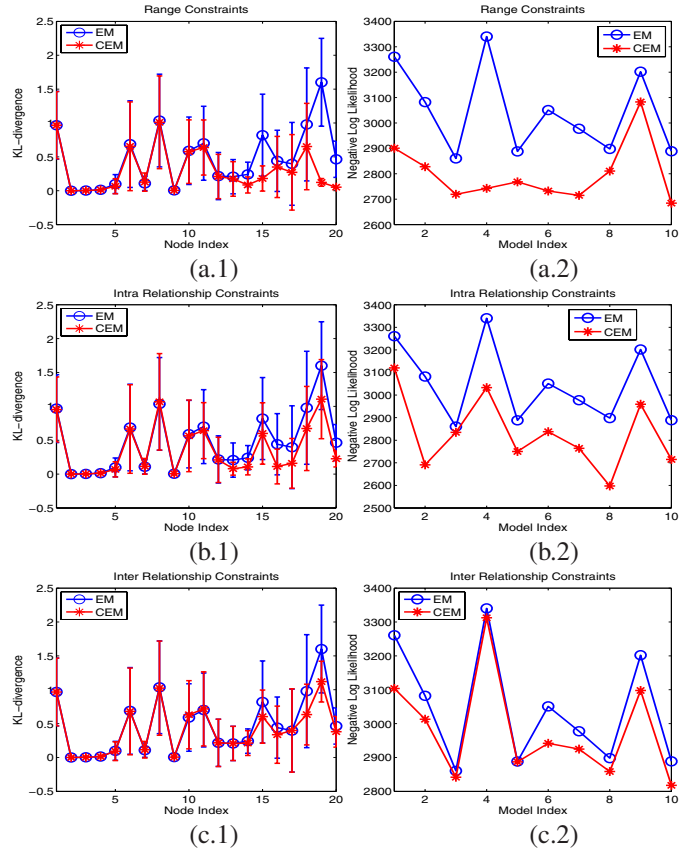 Range Constraints
EM
CEM
KL-divergence
2.5
2
1.5
1
0.5
0
−0.5
5
10
15
20
Node Index
(a.1)
Range Constraints
EM
CEM
Negative Log Likelihood
3400
3300
3200
3100
3000
2900
2800
2700
2600
2
4
6
8
10
Model Index
(a.2)
Intra Relationship Constraints
EM
CEM
KL-divergence
2.5
2
1.5
1
0.5
0
−0.5
5
10
15
20
Node Index
(b.1)
Intra Relationship Constraints
EM
CEM
Negative Log Likelihood
3400
3300
3200
3100
3000
2900
2800
2700
2600
2500
2
4
6
8
10
Model Index
(b.2)
Inter Relationship Constraints
EM
CEM
KL-divergence
2.5
2
1.5
1
0.5
0
−0.5
5
10
15
20
Node Index
(c.1)
Inter Relationship Constraints
EM
CEM
Negative Log Likelihood
3400
3300
3200
3100
3000
2900
2800
2
4
6
8
10
Model Index
(c.2)